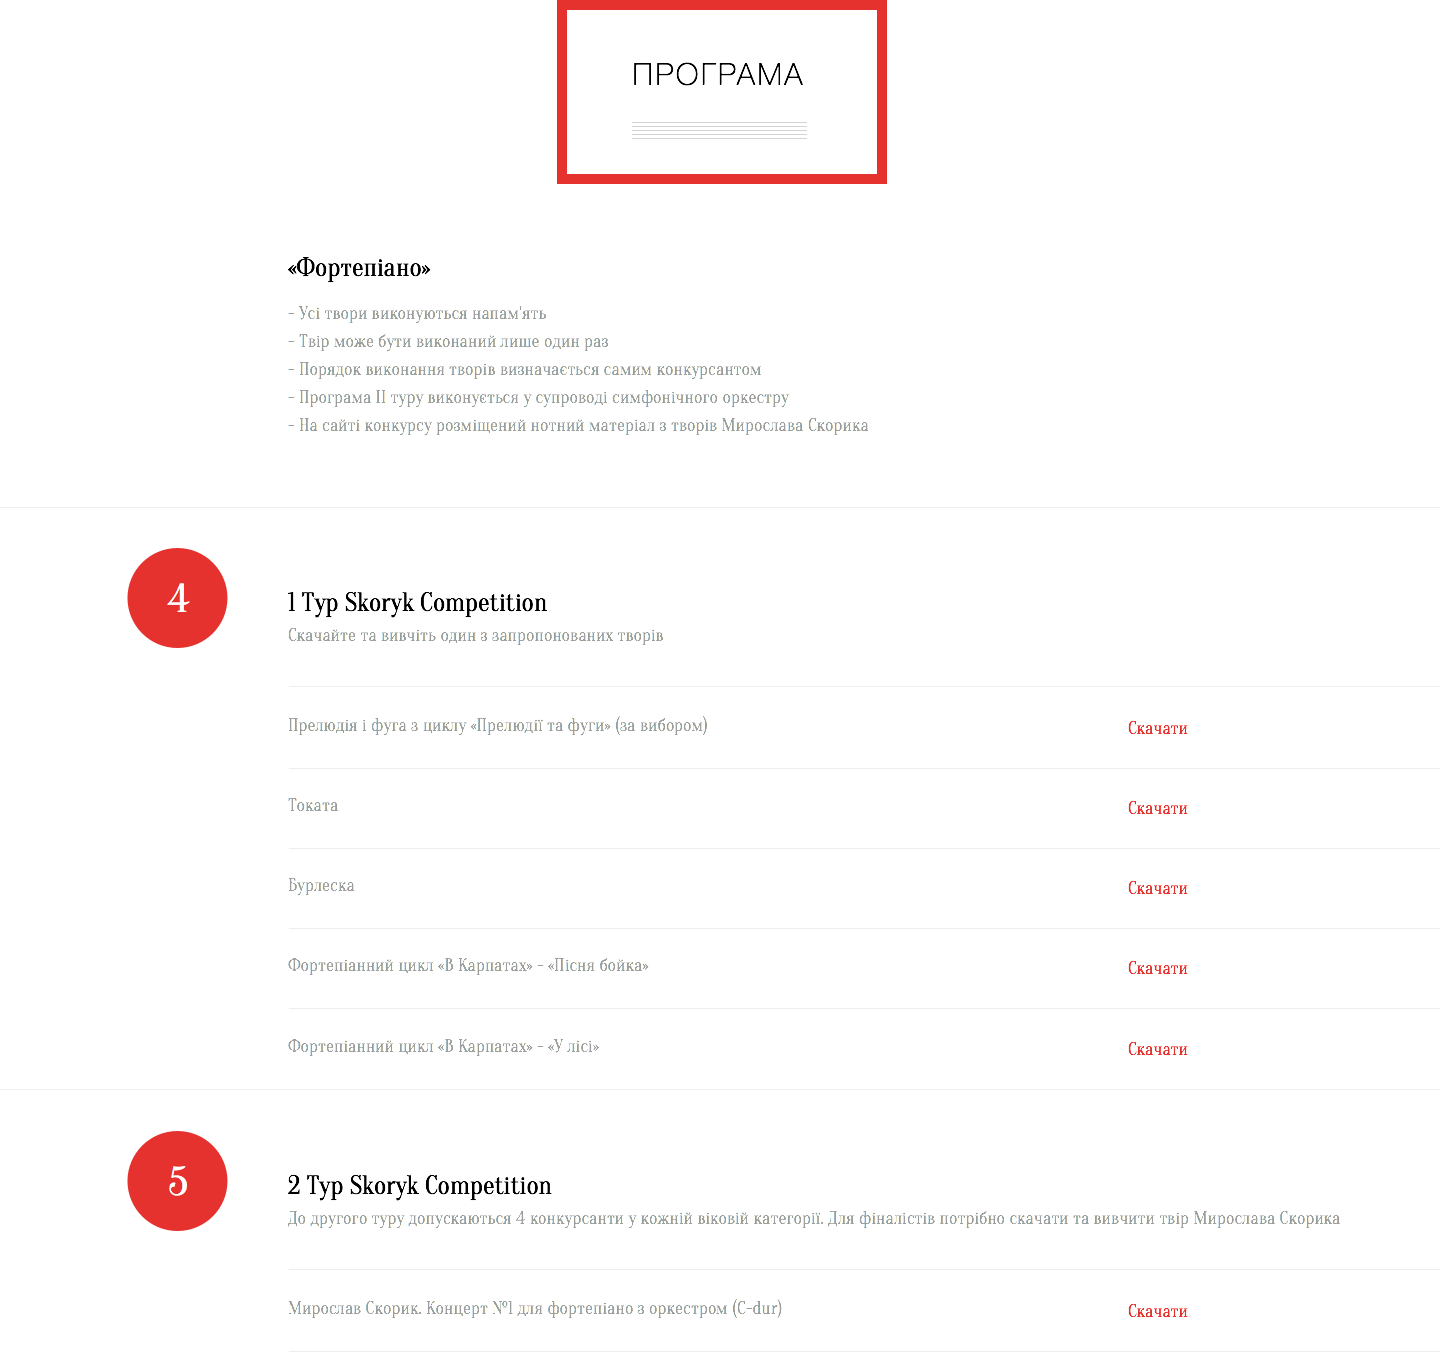 ПРОГРАМА
«Фортепіано»
- Усі твори виконуються напам'ять
- Твір може бути виконаний лише один раз
- Порядок виконання творів визначається самим конкурсантом
- Програма II туру виконується у супроводі симфонічного оркестру
- На сайті конкурсу розміщений нотний матеріал з творів Мирослава Скорика
4
1 Тур Skoryk Competition
Скачайте та вивчіть один з запропонованих творів
Прелюдія і фуга з циклу «Прелюдії та фуги» (за вибором) Скачати
Токата Скачати
Бурлеска Скачати
Фортепіанний цикл «В Карпатах» - «Пісня бойка» Скачати
Фортепіанний цикл «В Карпатах» - «У лісі» Скачати
5
2 Тур Skoryk Competition
До другого туру допускаються 4 конкурсанти у кожній віковій категорії. Для фіналістів потрібно скачати та вивчити твір Мирослава Скорика
Мирослав Скорик. Концерт №1 для фортепіано з оркестром (C-dur) Скачати